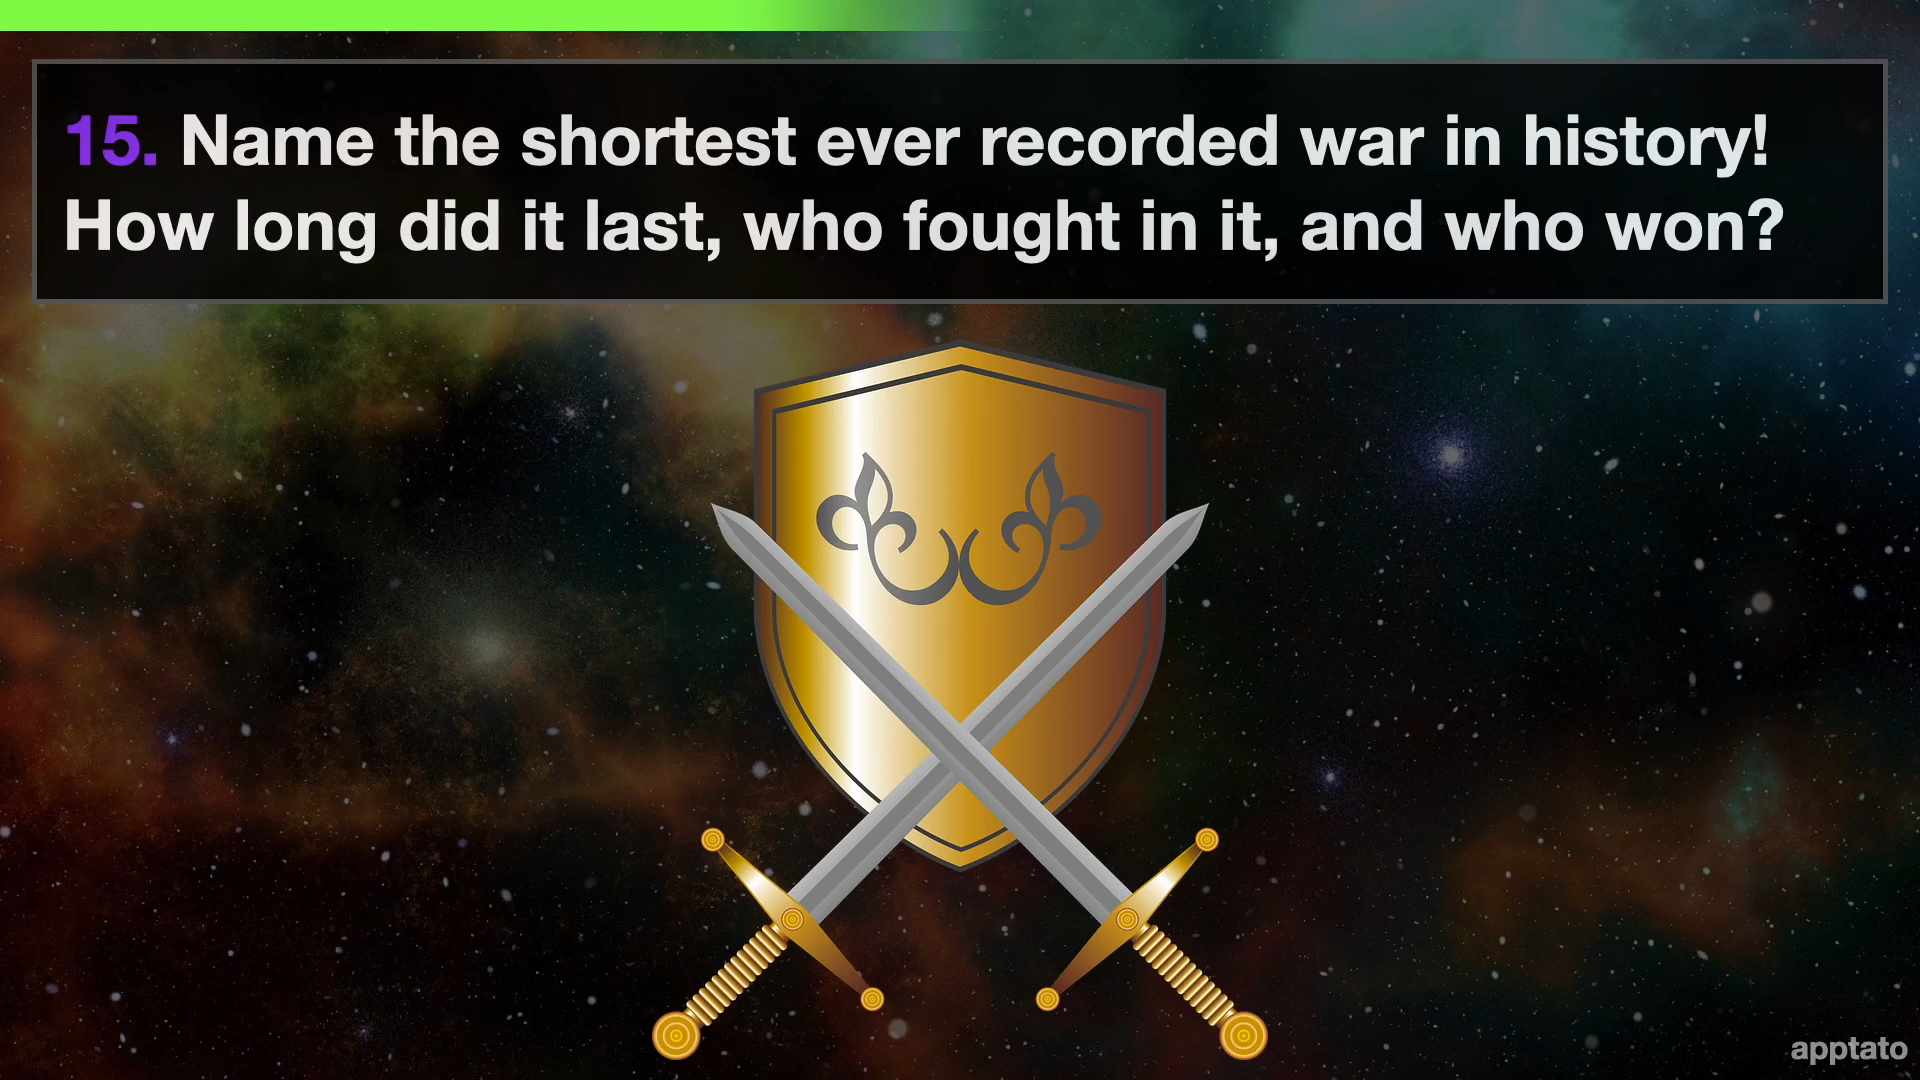 15. Name the shortest ever recorded war in history!
How long did it last, who fought in it, and who won?
apptato